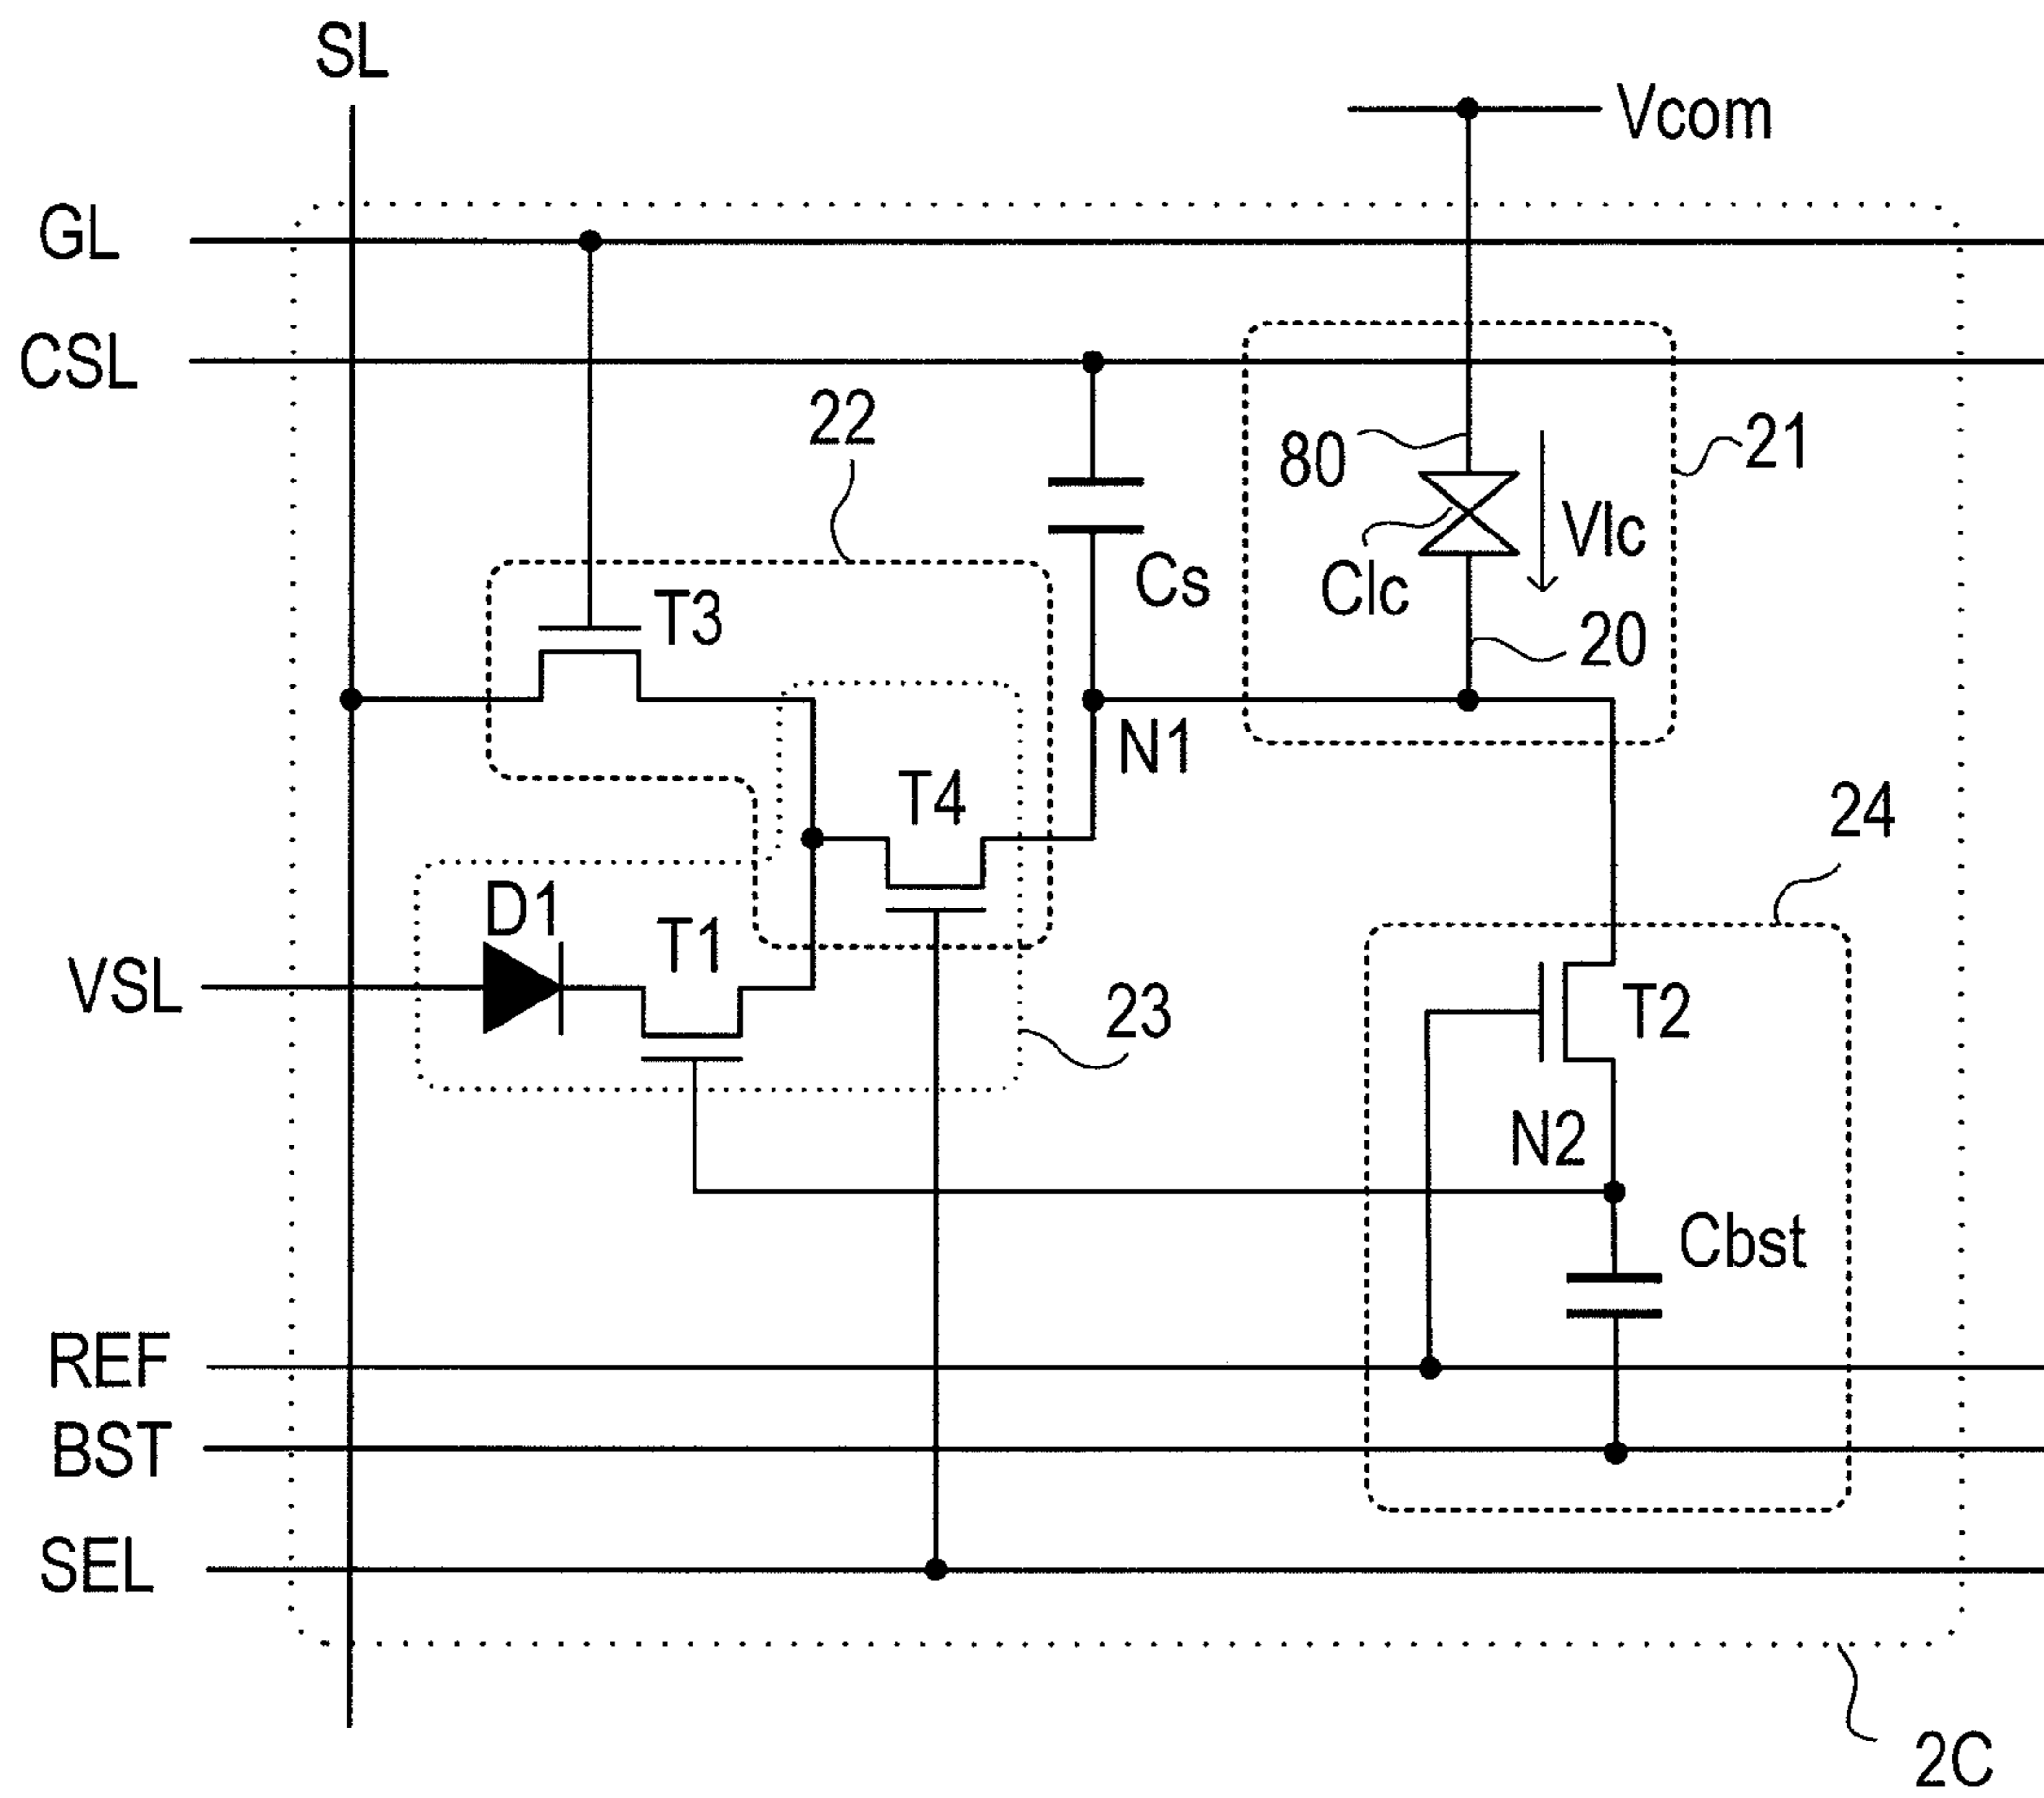 SL
Vcom
GL
CSL
22
80
21
Vlc
Cs
Clc
T3
20
N1
T4
24
D1
T1
VSL
23
T2
N2
Cbst
REF
BST
SEL
2C